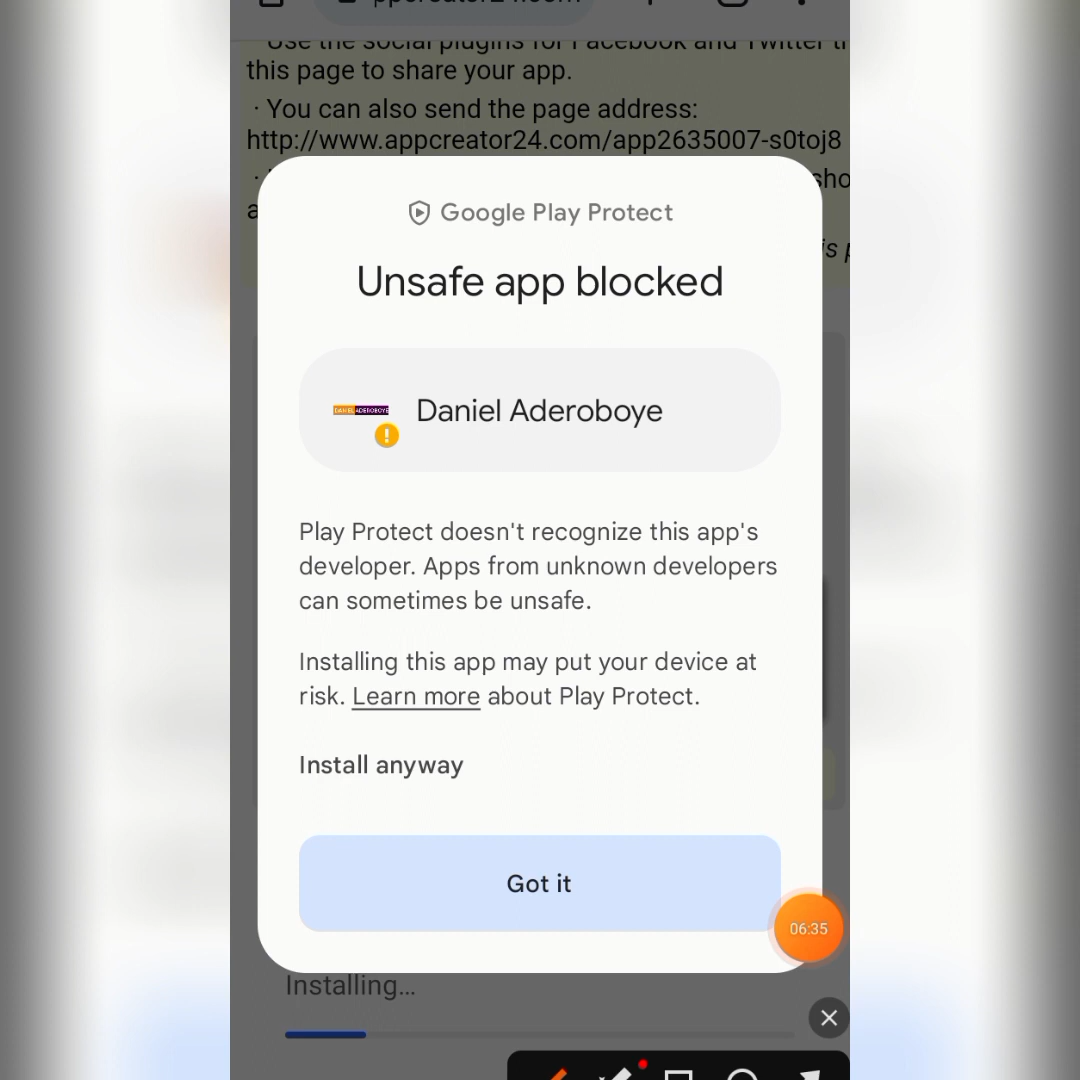 this page to share your app.
· You can also send the page address:
http://www.appcreator24.com/app2635007-s0toj8
Google Play Protect
Unsafe app blocked
DANIEL ADEROBOYE
Daniel Aderoboye
Play Protect doesn't recognize this app's
developer. Apps from unknown developers
can sometimes be unsafe.
Installing this app may put your device at
risk. Learn more about Play Protect.
Install anyway
Got it
06:35
Installing...